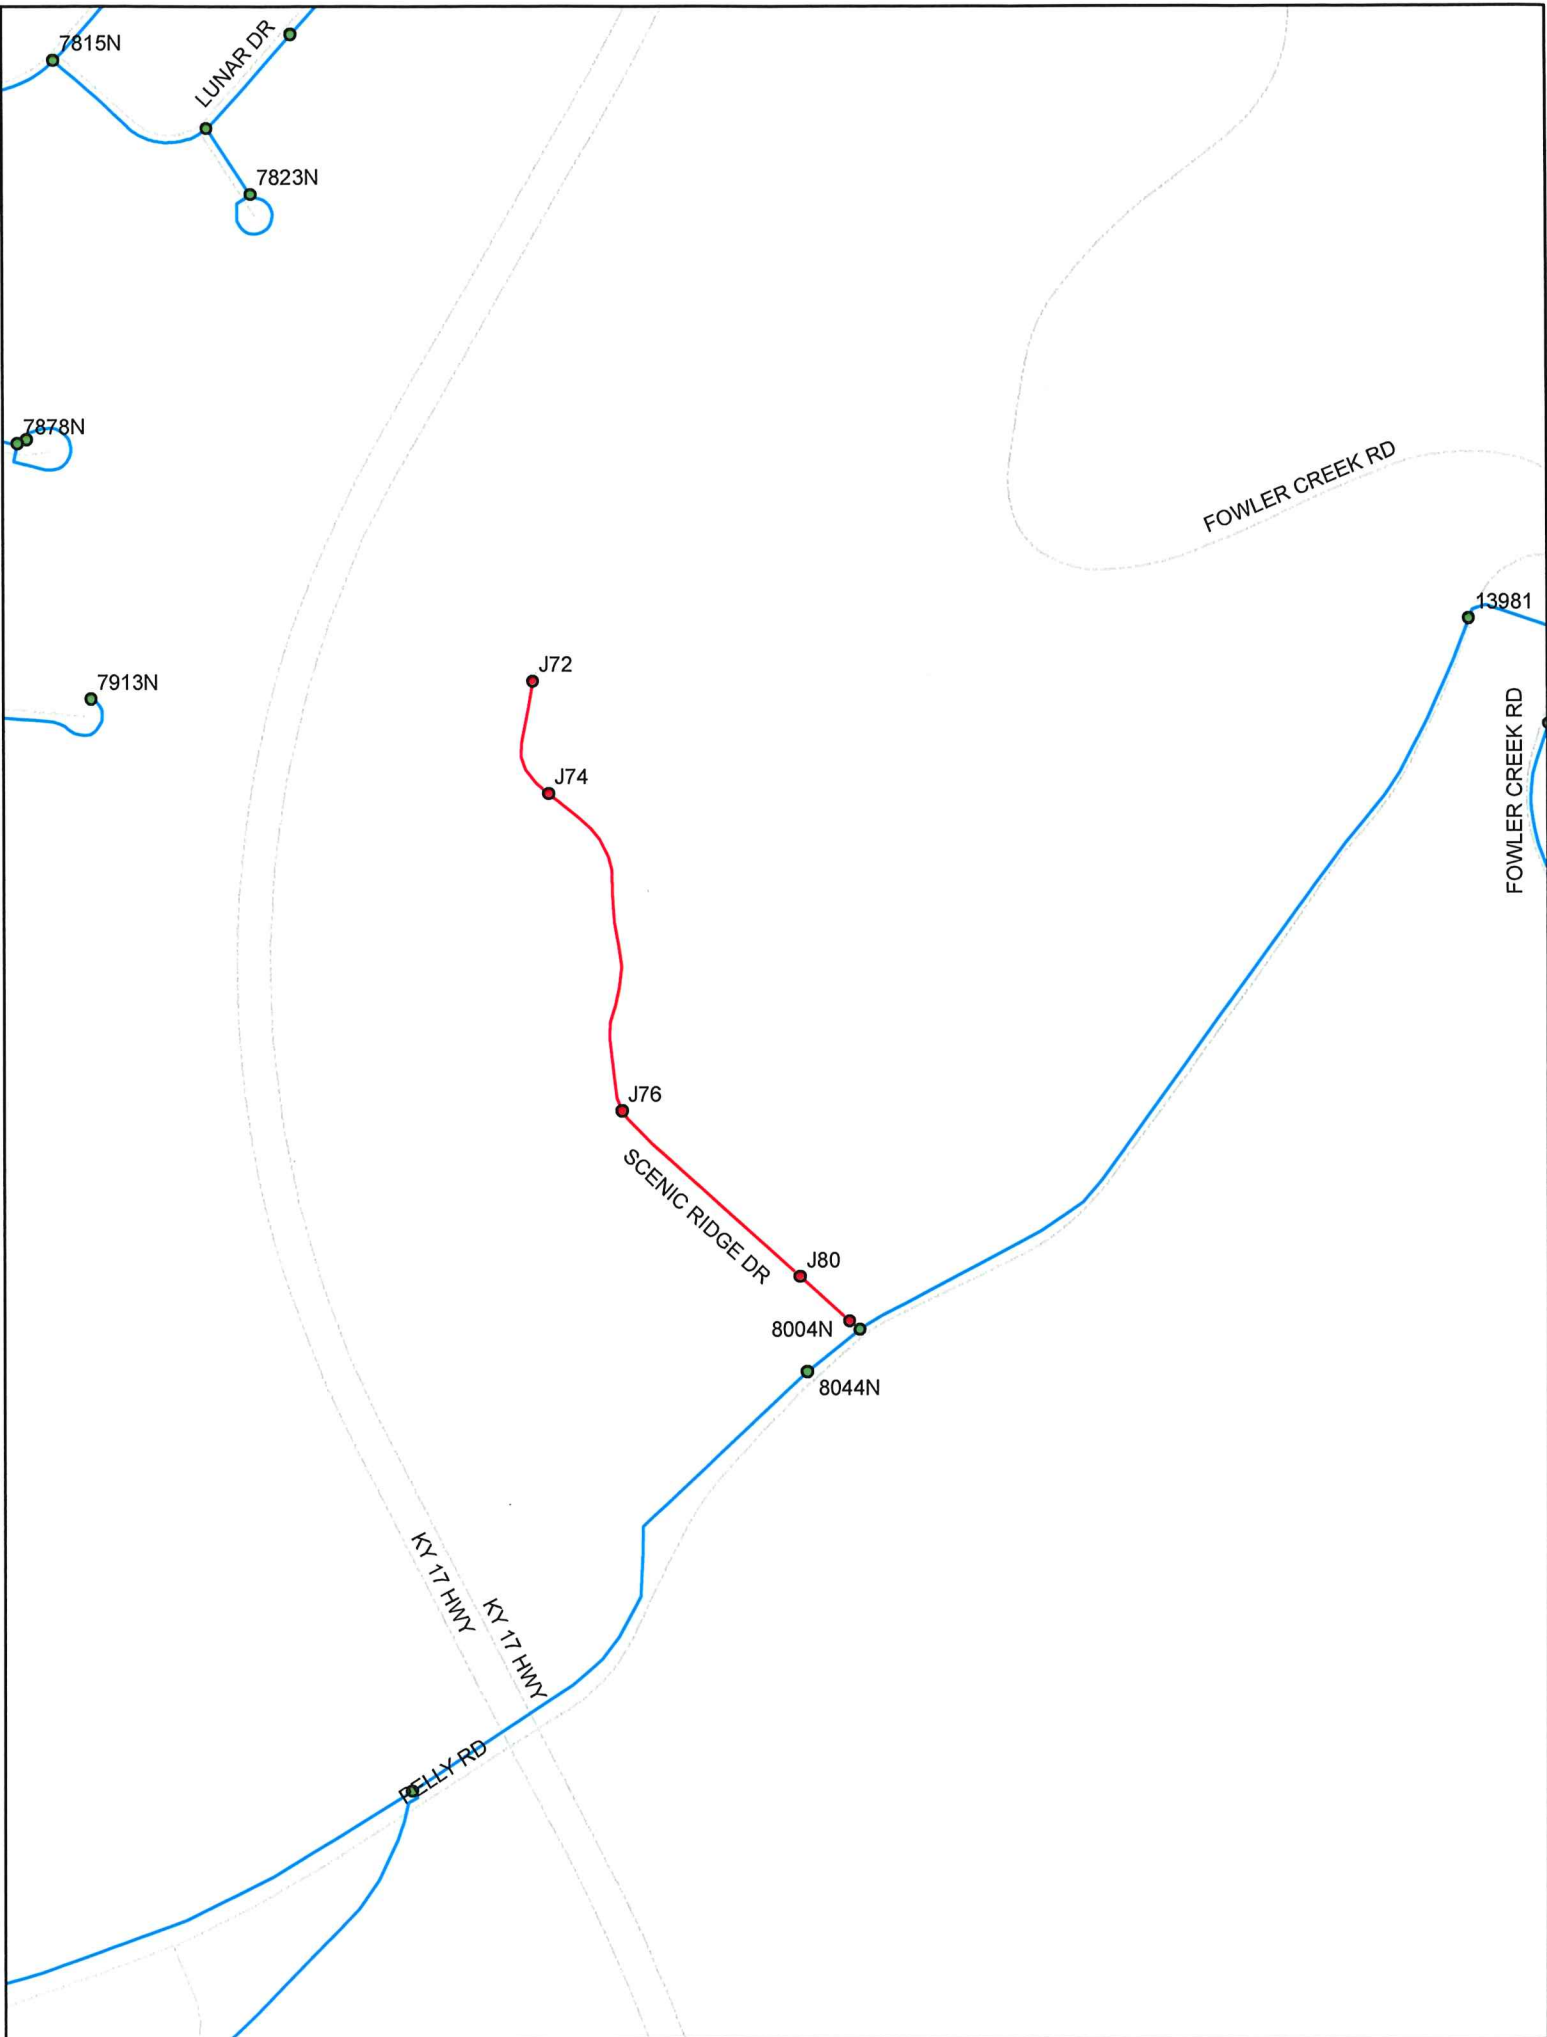 7815N
LUNAR DR
7823N
7878N
FOWLER CREEK RD
13981
J72
7913N
FOWLER CREEK RD
J74
J76
SCENIC RIDGE DR
J80
8004N
8044N
KY 17 HWY
KY 17 HWY
PELLY RD